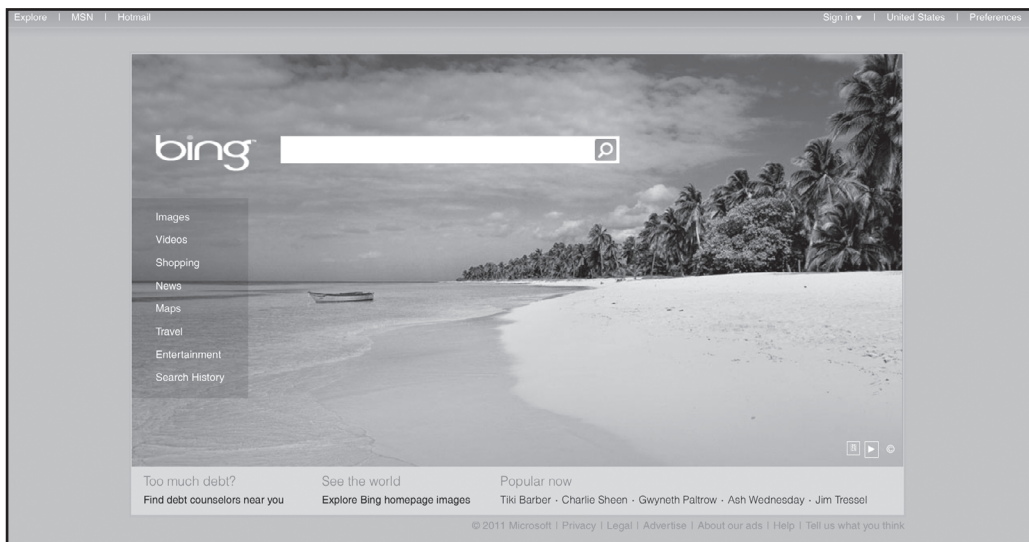 Explore | MSN | Hotmail
Sign in ▾ | United States | Preferences
bing™
Images
Videos
Shopping
News
Maps
Travel
Entertainment
Search History
Too much debt?
Find debt counselors near you
See the world
Explore Bing homepage images
Popular now
Tiki Barber · Charlie Sheen · Gwyneth Paltrow · Ash Wednesday · Jim Tressel
© 2011 Microsoft | Privacy | Legal | Advertise | About our ads | Help | Tell us what you think